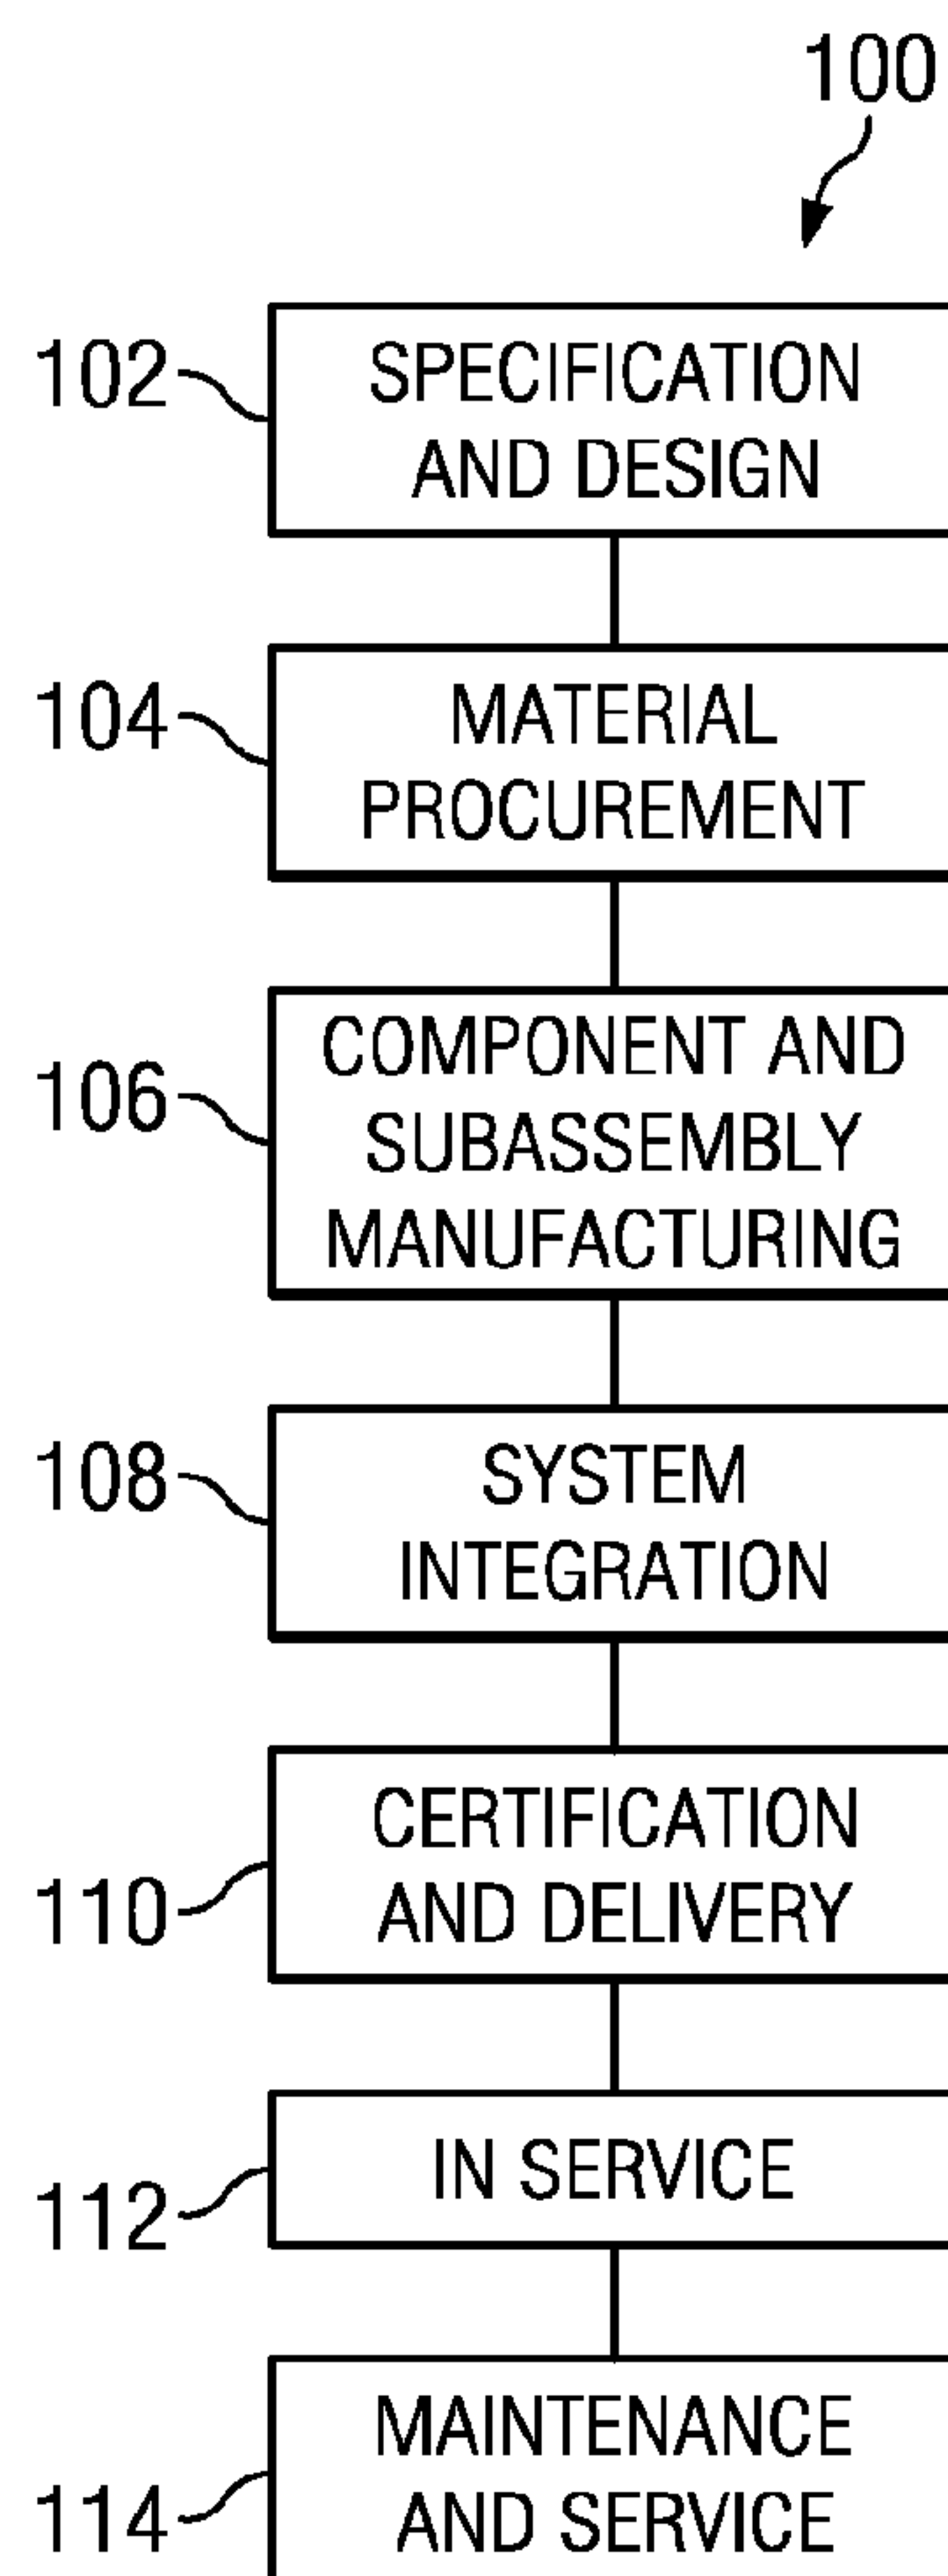 100
102
SPECIFICATION
AND DESIGN
104
MATERIAL
PROCUREMENT
106
COMPONENT AND
SUBASSEMBLY
MANUFACTURING
108
SYSTEM
INTEGRATION
110
CERTIFICATION
AND DELIVERY
112
IN SERVICE
114
MAINTENANCE
AND SERVICE